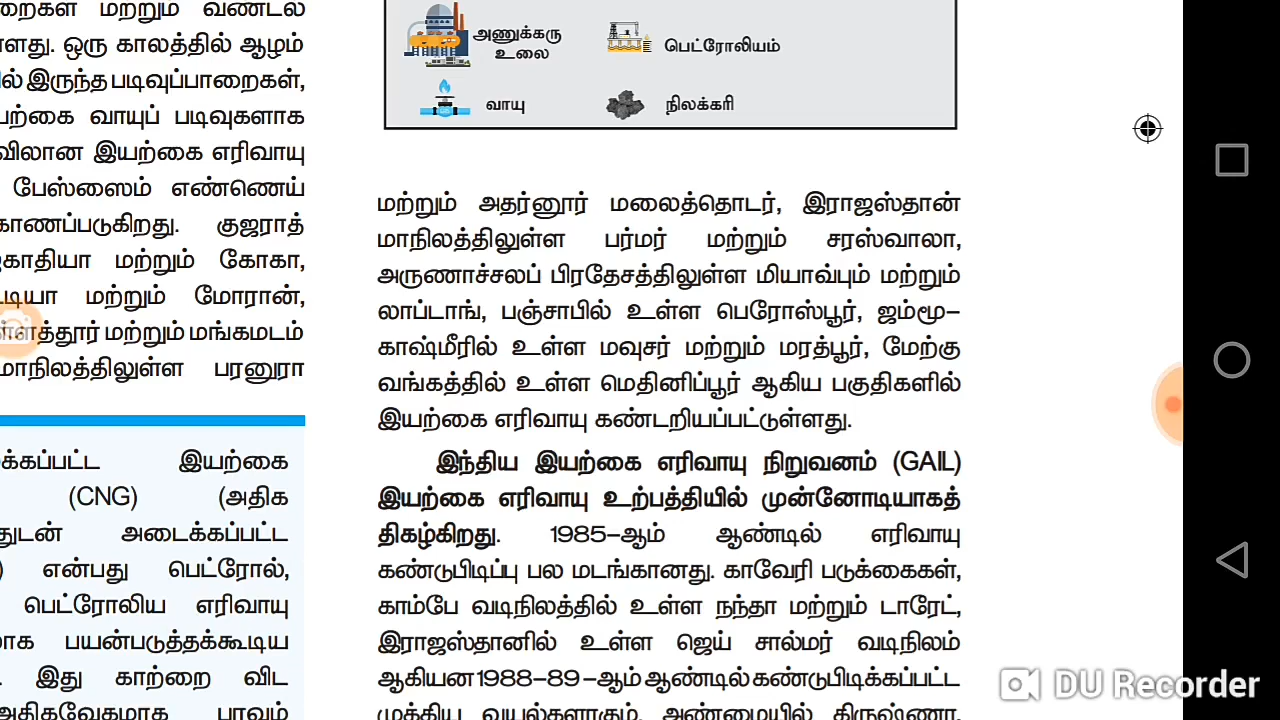 மற்றும் வண்டல்
ஒரு காலத்தில் ஆழம்
இருந்த படிவுப்பாறைகள்,
வாயுப் படிவுகளாக
இயற்கை எரிவாயு
பேஸ்ஸைம் எண்ணெய்
காணப்படுகிறது. குஜராத்
மற்றும் கோகா,
மற்றும் மோரான்,
மற்றும் மங்கமடம்
மாநிலத்திலுள்ள பரனுரா
இயற்கை
(CNG) (அதிக
அடைக்கப்பட்ட
என்பது பெட்ரோல்,
பெட்ரோலிய எரிவாயு
பயன்படுத்தக்கூடிய
இது காற்றை விட
அணுக்கரு
உலை
பெட்ரோலியம்
வாயு
நிலக்கரி
மற்றும் அதர்னூர் மலைத்தொடர், இராஜஸ்தான்
மாநிலத்திலுள்ள பர்மர் மற்றும் சரஸ்வாலா,
அருணாச்சலப் பிரதேசத்திலுள்ள மியாவ்பும் மற்றும்
லாப்டாங், பஞ்சாபில் உள்ள பெரோஸ்பூர், ஜம்மூ–
காஷ்மீரில் உள்ள மவுசர் மற்றும் மரத்பூர், மேற்கு
வங்கத்தில் உள்ள மெதினிப்பூர் ஆகிய பகுதிகளில்
இயற்கை எரிவாயு கண்டறியப்பட்டுள்ளது.
இந்திய இயற்கை எரிவாயு நிறுவனம் (GAIL)
இயற்கை எரிவாயு உற்பத்தியில் முன்னோடியாகத்
திகழ்கிறது. 1985–ஆம் ஆண்டில் எரிவாயு
கண்டுபிடிப்பு பல மடங்கானது. காவேரி படுக்கைகள்,
காம்பே வடிநிலத்தில் உள்ள நந்தா மற்றும் டாரேட்,
இராஜஸ்தானில் உள்ள ஜெய் சால்மர் வடிநிலம்
ஆகியன 1988–89 –ஆம் ஆண்டில் கண்டுபிடிக்கப்பட்ட
முக்கிய வயல்களாகும். அண்மையில் கிருஷ்ணா,
DU Recorder